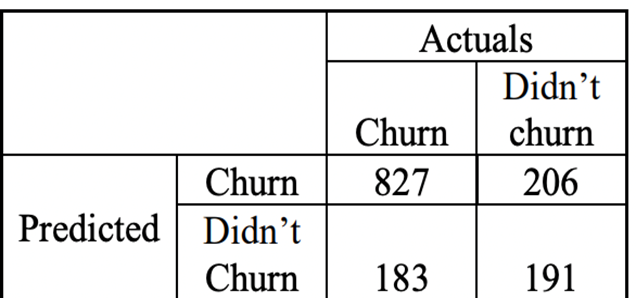 Actuals
Churn Didn’t churn
Churn 827 206
Predicted Didn’t Churn 183 191